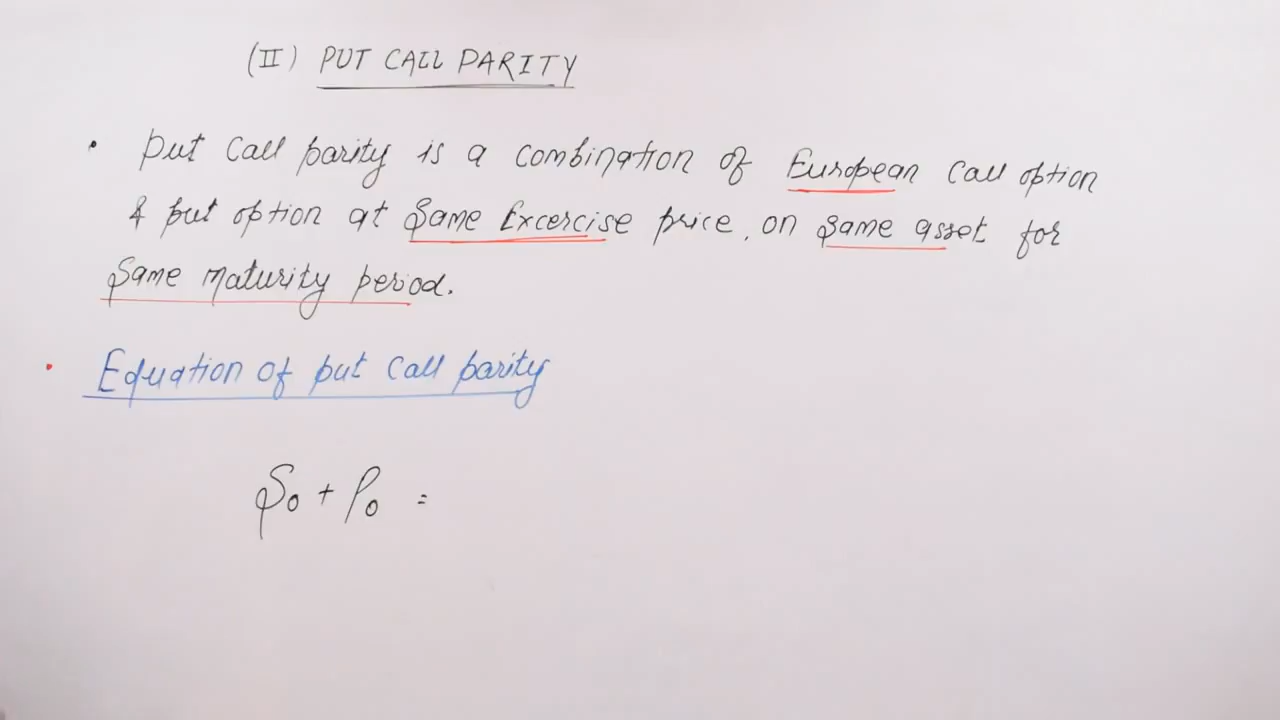 (II) PUT CALL PARITY
• Put Call parity is a combination of European Call option
& put option at Same Excercise price, on Same asset for
Same maturity period.
• Equation of put Call parity
S₀ + P₀ =